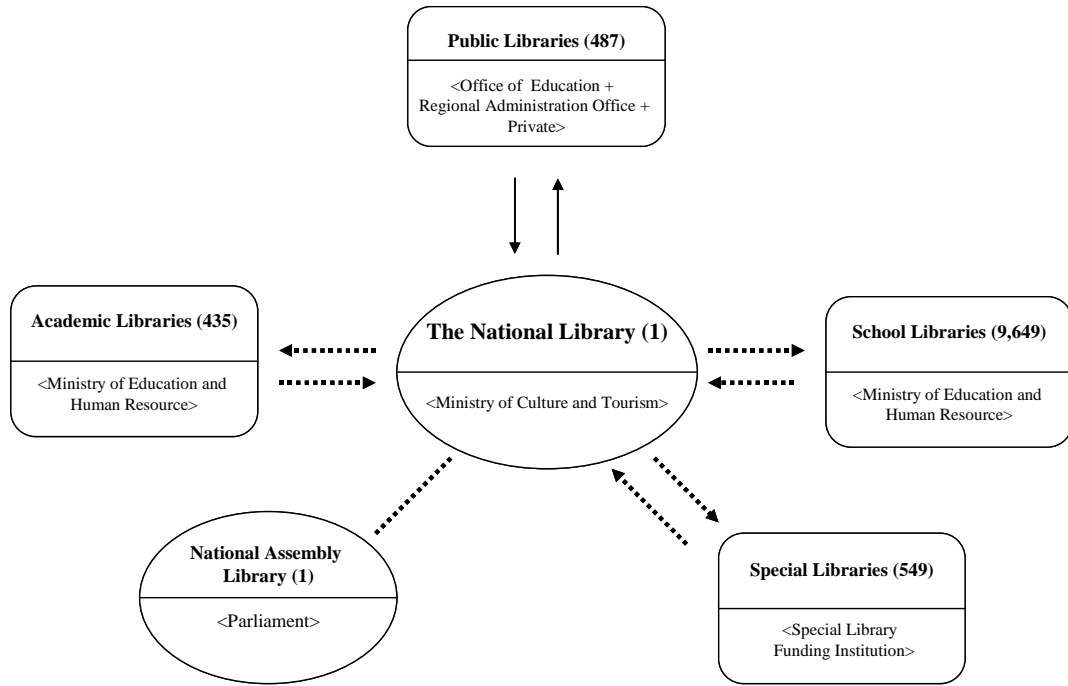 Public Libraries (487)
<Office of Education +
Regional Administration Office +
Private>
Academic Libraries (435)
<Ministry of Education and
Human Resource>
The National Library (1)
<Ministry of Culture and Tourism>
School Libraries (9,649)
<Ministry of Education and
Human Resource>
National Assembly
Library (1)
<Parliament>
Special Libraries (549)
<Special Library
Funding Institution>